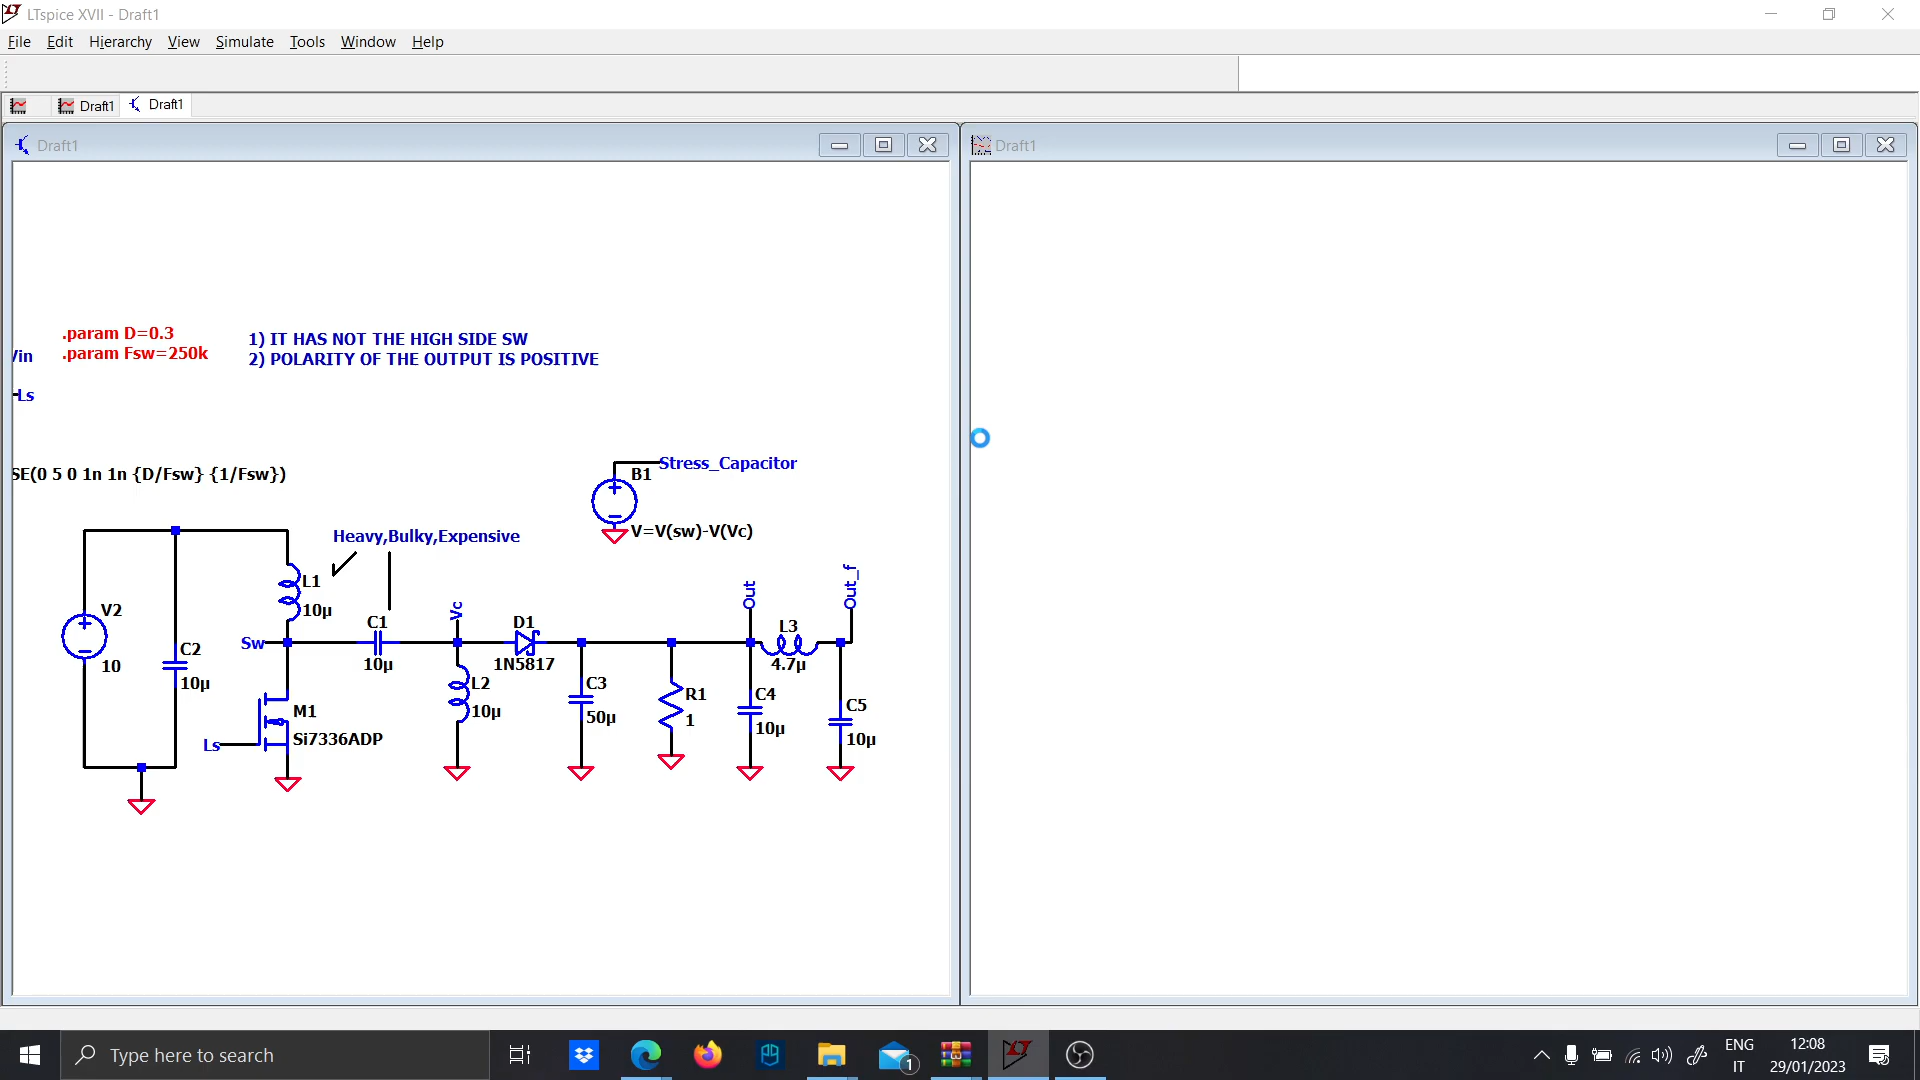 LTspice XVII - Draft1
File Edit Hierarchy View Simulate Tools Window Help
Draft1 Draft1
Draft1
Draft1
.param D=0.3
.param Fsw=250k
1) IT HAS NOT THE HIGH SIDE SW
2) POLARITY OF THE OUTPUT IS POSITIVE
Vin
Ls
SE(0 5 0 1n 1n {D/Fsw} {1/Fsw})
Stress_Capacitor
B1
V=V(sw)-V(Vc)
Heavy,Bulky,Expensive
L1
10µ
V2
10
C2
10µ
Sw
C1
10µ
Vc
D1
1N5817
Out
Out_f
L3
4.7µ
L2
10µ
C3
50µ
R1
1
C4
10µ
C5
10µ
M1
Si7336ADP
Ls
Type here to search
1
ENG
IT
12:08
29/01/2023